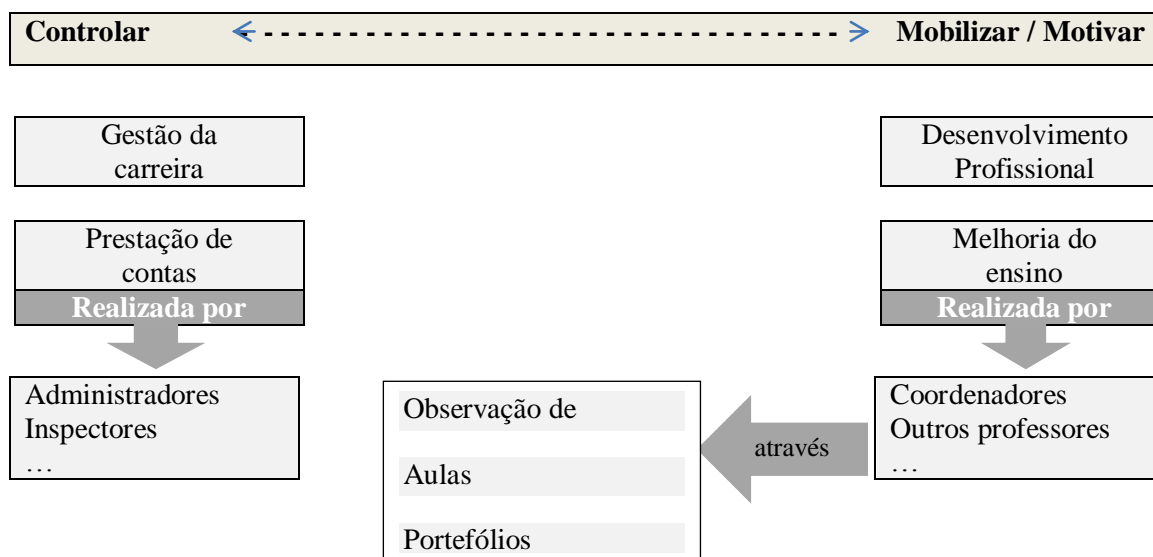 Controlar Mobilizar / Motivar
Gestão da
carreira
Desenvolvimento
Profissional
Prestação de
contas
Realizada por
Melhoria do
ensino
Realizada por
Administradores
Inspectores
…
Observação de
Aulas
Portefólios
através
Coordenadores
Outros professores
…